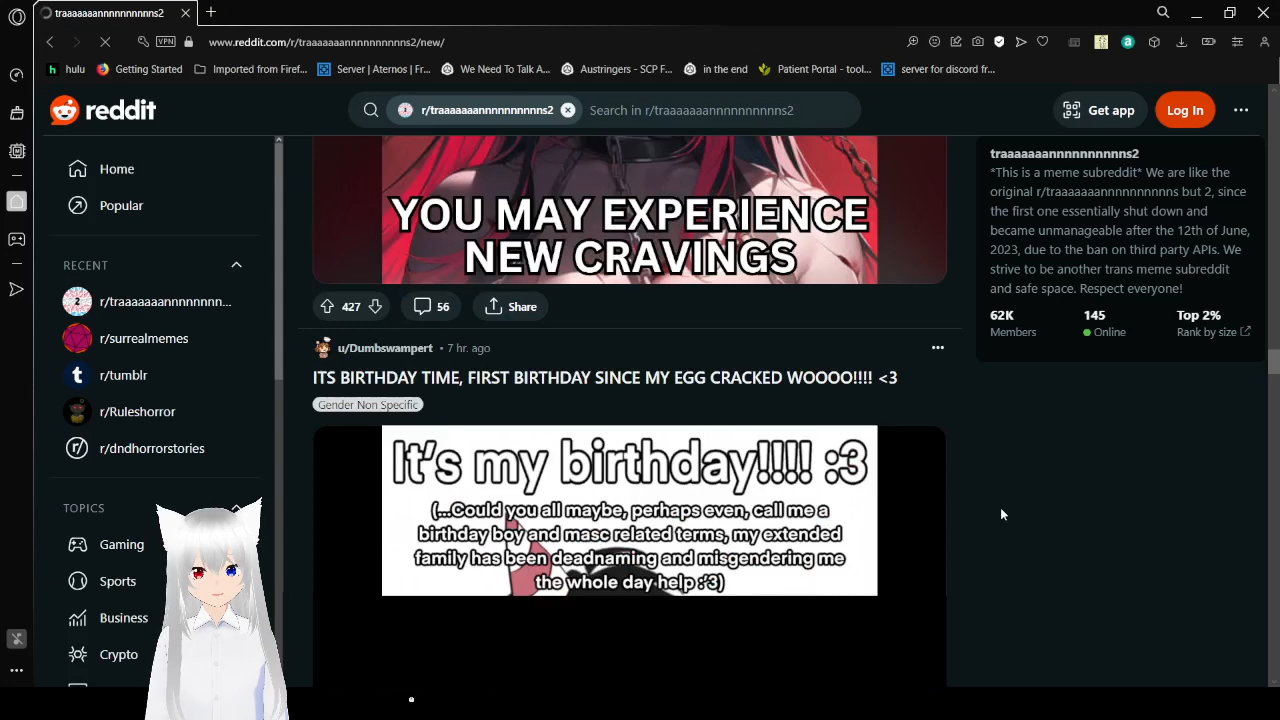 traaaaaaannnnnnnnnns2
VPN
www.reddit.com/r/traaaaaaannnnnnnnnns2/new/
hulu
Getting Started
Imported from Firef...
Server | Aternos | Fr...
We Need To Talk A...
Austringers - SCP F...
in the end
Patient Portal - tool...
server for discord fr...
reddit
r/traaaaaaannnnnnnnnns2
Search in r/traaaaaaannnnnnnnnns2
Get app
Log In
Home
Popular
RECENT
r/traaaaaaannnnnnnn...
r/surrealmemes
r/tumblr
r/Ruleshorror
r/dndhorrorstories
TOPICS
Gaming
Sports
Business
Crypto
YOU MAY EXPERIENCE
NEW CRAVINGS
427
56
Share
u/Dumbswampert • 7 hr. ago
ITS BIRTHDAY TIME, FIRST BIRTHDAY SINCE MY EGG CRACKED WOOOO!!!! <3
Gender Non Specific
It's my birthday!!!! :3
(...Could you all maybe, perhaps even, call me a
birthday boy and masc related terms, my extended
family has been deadnaming and misgendering me
the whole day help :'3)
traaaaaaannnnnnnnnns2
*This is a meme subreddit* We are like the
original r/traaaaaaannnnnnnnnns but 2, since
the first one essentially shut down and
became unmanageable after the 12th of June,
2023, due to the ban on third party APIs. We
strive to be another trans meme subreddit
and safe space. Respect everyone!
62K
Members
145
Online
Top 2%
Rank by size